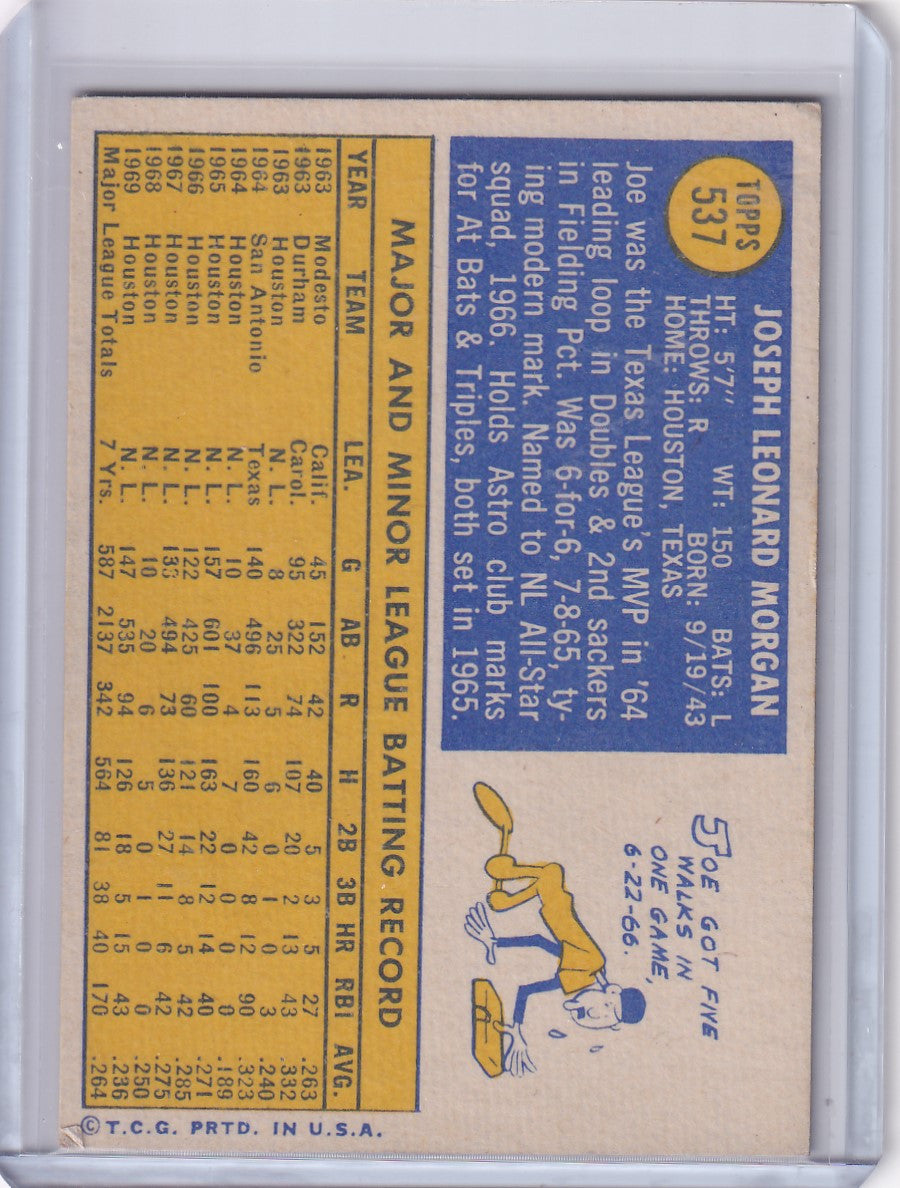 TOPPS
537
JOSEPH LEONARD MORGAN
HT: 5'7" WT: 150 BATS: L
THROWS: R BORN: 9/19/43
HOME: HOUSTON, TEXAS
Joe was the Texas League's MVP in '64
leading loop in Doubles & 2nd sackers
in Fielding Pct. Was 6-for-6, 7-8-65, ty-
ing modern mark. Named to NL All-Star
squad, 1966. Holds Astro club marks
for At Bats & Triples, both set in 1965.
JOE GOT FIVE
WALKS IN
ONE GAME,
6-22-66.
MAJOR AND MINOR LEAGUE BATTING RECORD
YEAR TEAM LEA. G AB R H 2B 3B HR RBI AVG.
1963 Modesto Calif. 45 152 42 40 5 3 5 27 .263
1963 Durham Carol. 95 322 74 107 20 2 13 43 .332
1963 Houston N. L. 8 25 5 6 0 1 0 3 .240
1964 San Antonio Texas 140 496 113 160 42 8 12 90 .323
1964 Houston N. L. 10 37 4 7 0 0 0 0 .189
1965 Houston N. L. 157 601 100 163 22 12 14 40 .271
1966 Houston N. L. 122 425 60 121 14 8 5 42 .285
1967 Houston N. L. 133 494 73 136 27 11 6 42 .275
1968 Houston N. L. 10 20 6 5 0 1 0 0 .250
1969 Houston N. L. 147 535 94 126 18 5 15 43 .236
Major League Totals 7 Yrs. 587 2137 342 564 81 38 40 170 .264
©T.C.G. PRTD. IN U.S.A.